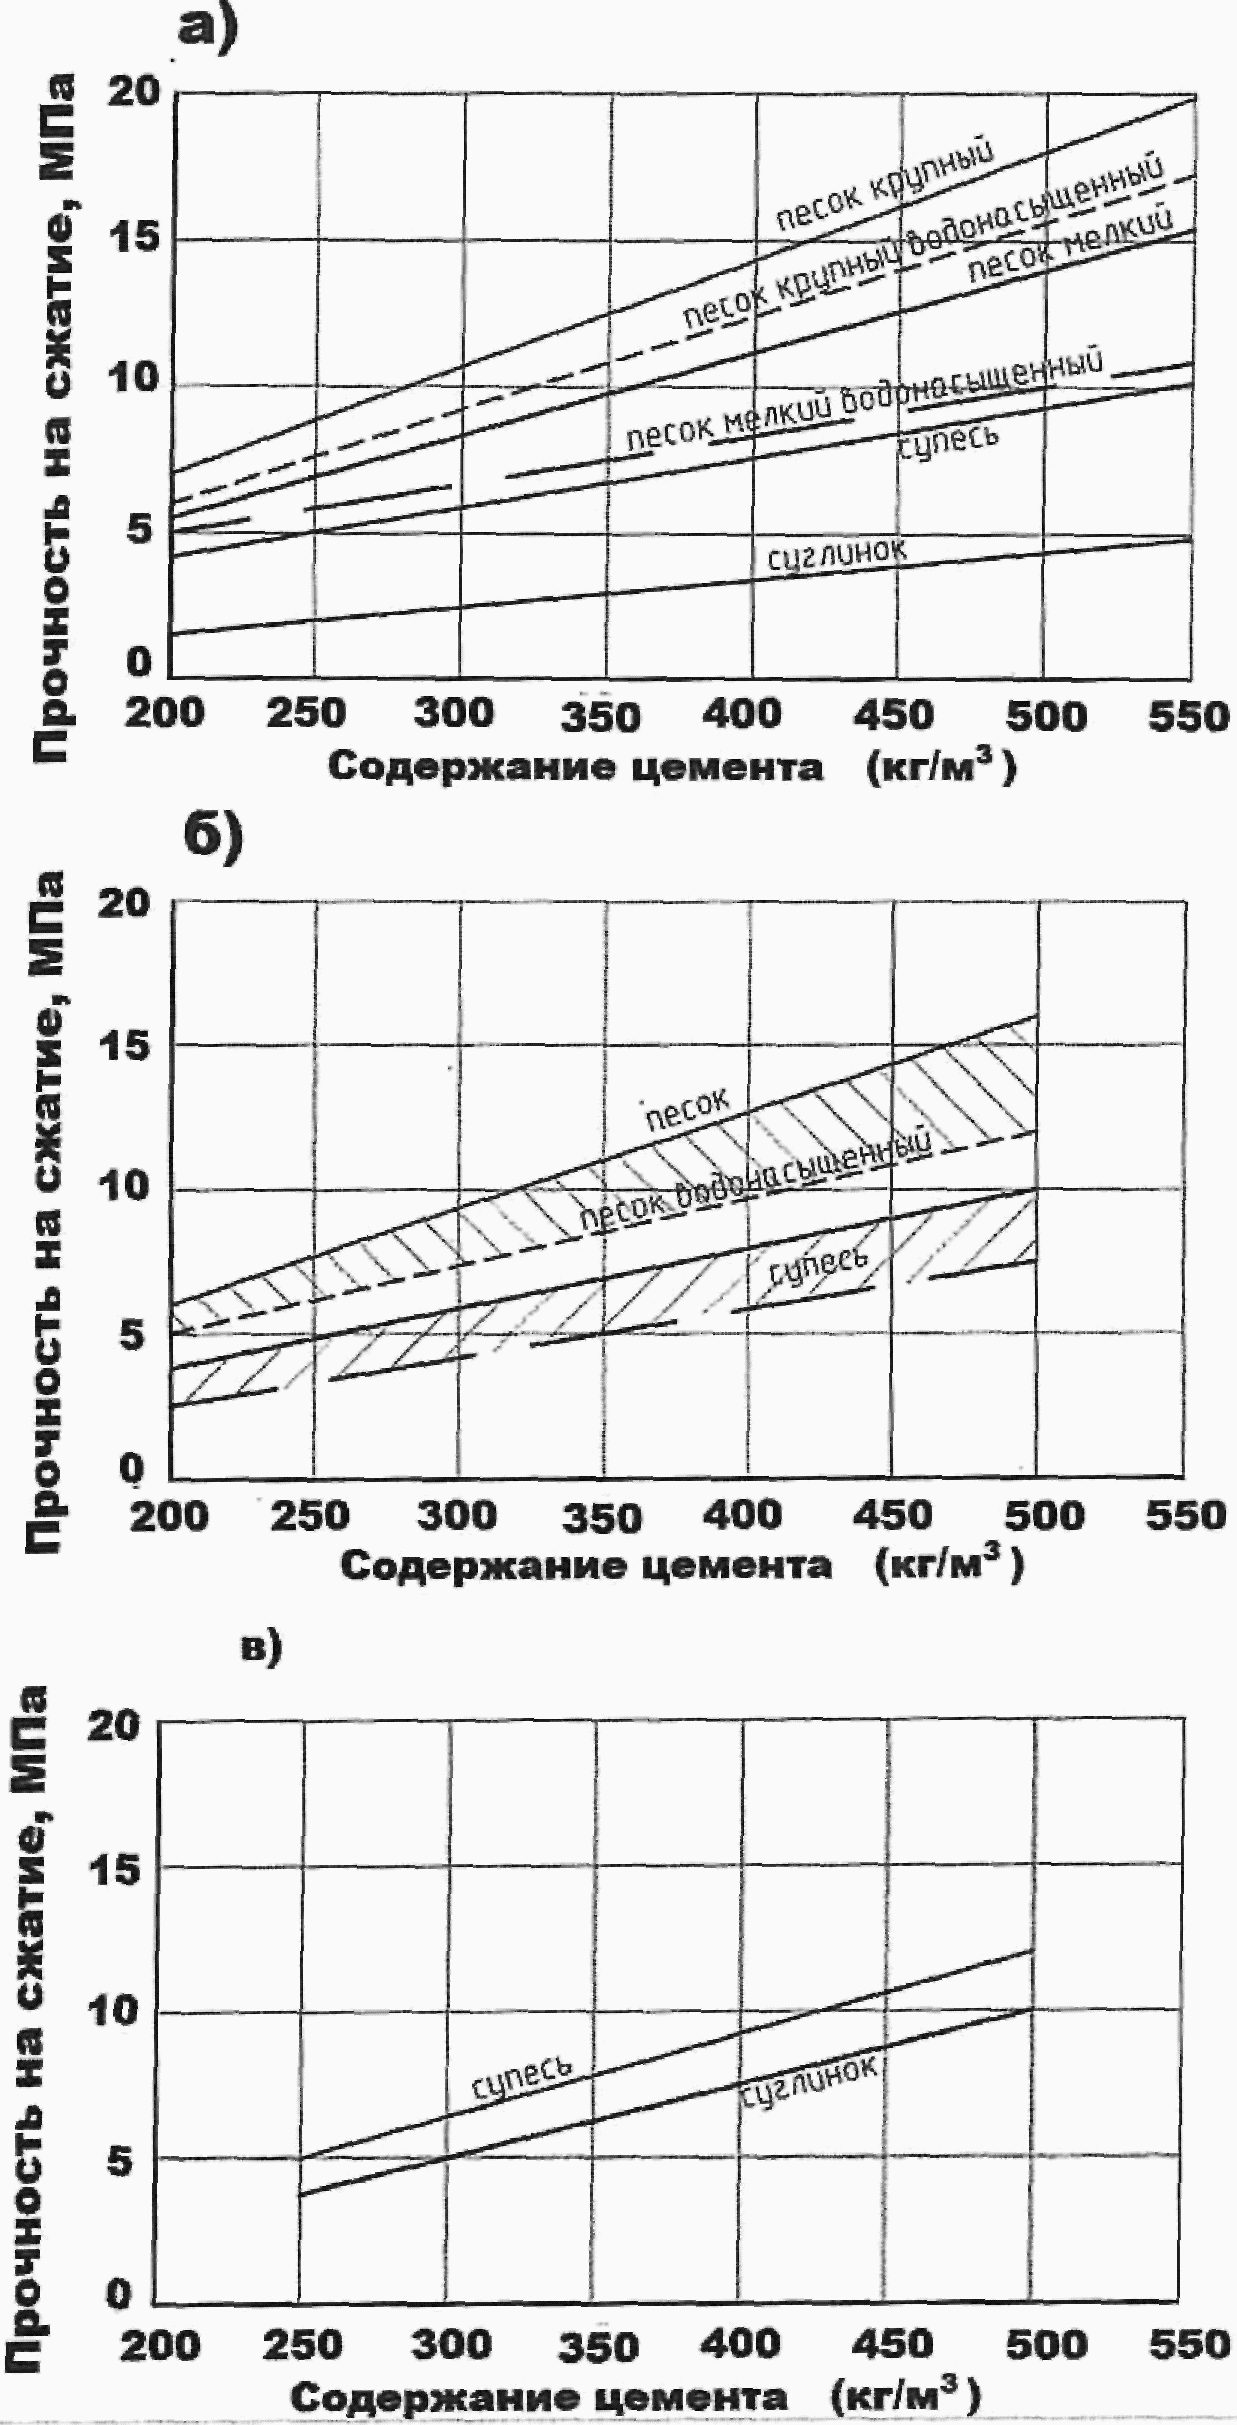 а)
Прочность на сжатие, МПа
20
15
10
5
0
песок крупный
песок крупный водонасыщенный
песок мелкий
песок мелкий водонасыщенный
супесь
суглинок
200 250 300 350 400 450 500 550
Содержание цемента (кг/м³)
б)
Прочность на сжатие, МПа
20
15
10
5
0
песок
песок водонасыщенный
супесь
200 250 300 350 400 450 500 550
Содержание цемента (кг/м³)
в)
Прочность на сжатие, МПа
20
15
10
5
0
супесь
суглинок
200 250 300 350 400 450 500 550
Содержание цемента (кг/м³)